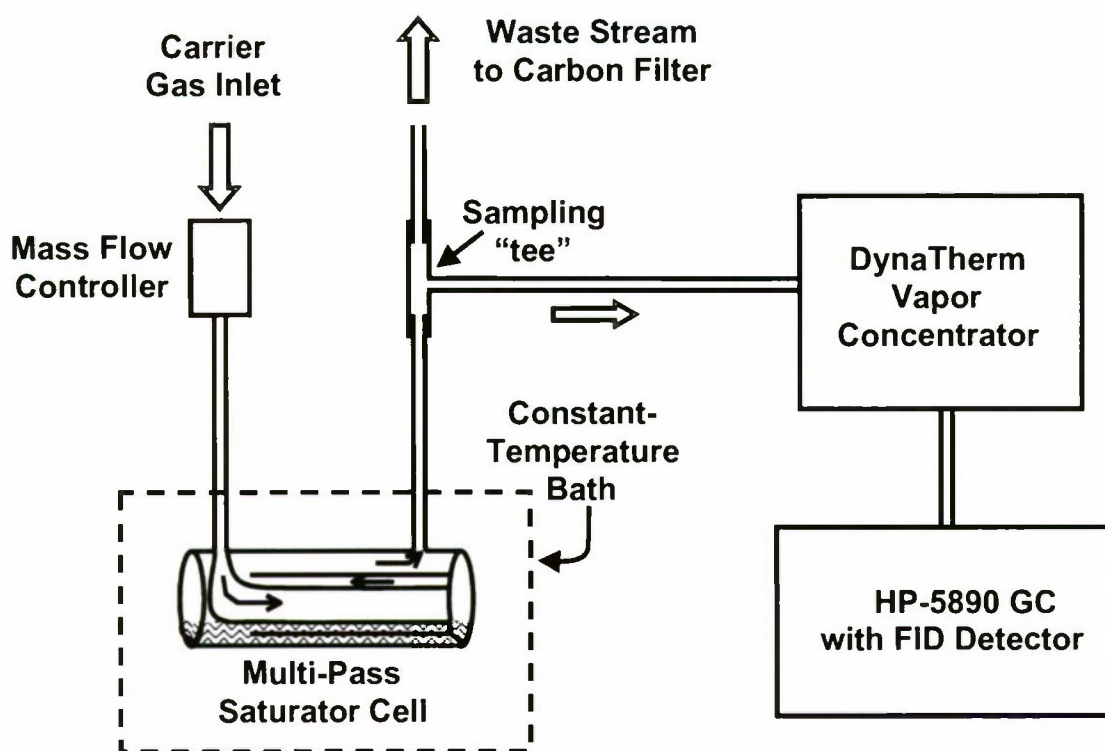 Carrier
Gas Inlet
Waste Stream
to Carbon Filter
Mass Flow
Controller
Sampling
“tee”
DynaTherm
Vapor
Concentrator
Constant-
Temperature
Bath
HP-5890 GC
with FID Detector
Multi-Pass
Saturator Cell